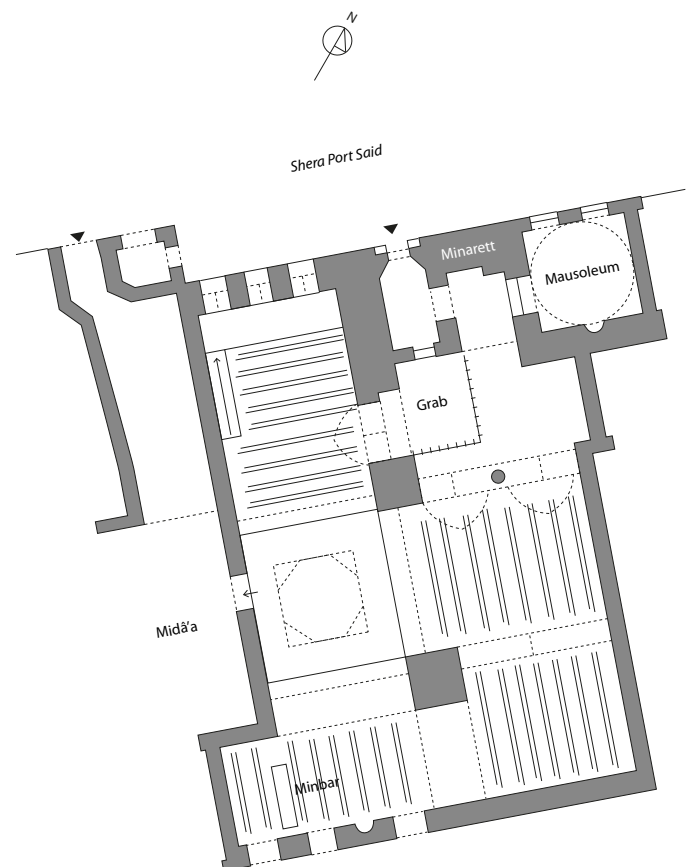 N
Shera Port Said
Minarett
Mausoleum
Grab
Midâ‘a
Minbar